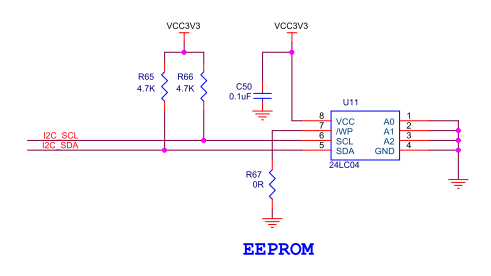 VCC3V3
VCC3V3
R65
4.7K
R66
4.7K
C50
0.1uF
U11
8 VCC A0 1
7 /WP A1 2
6 SCL A2 3
5 SDA GND 4
24LC04
I2C_SCL
I2C_SDA
R67
0R
EEPROM